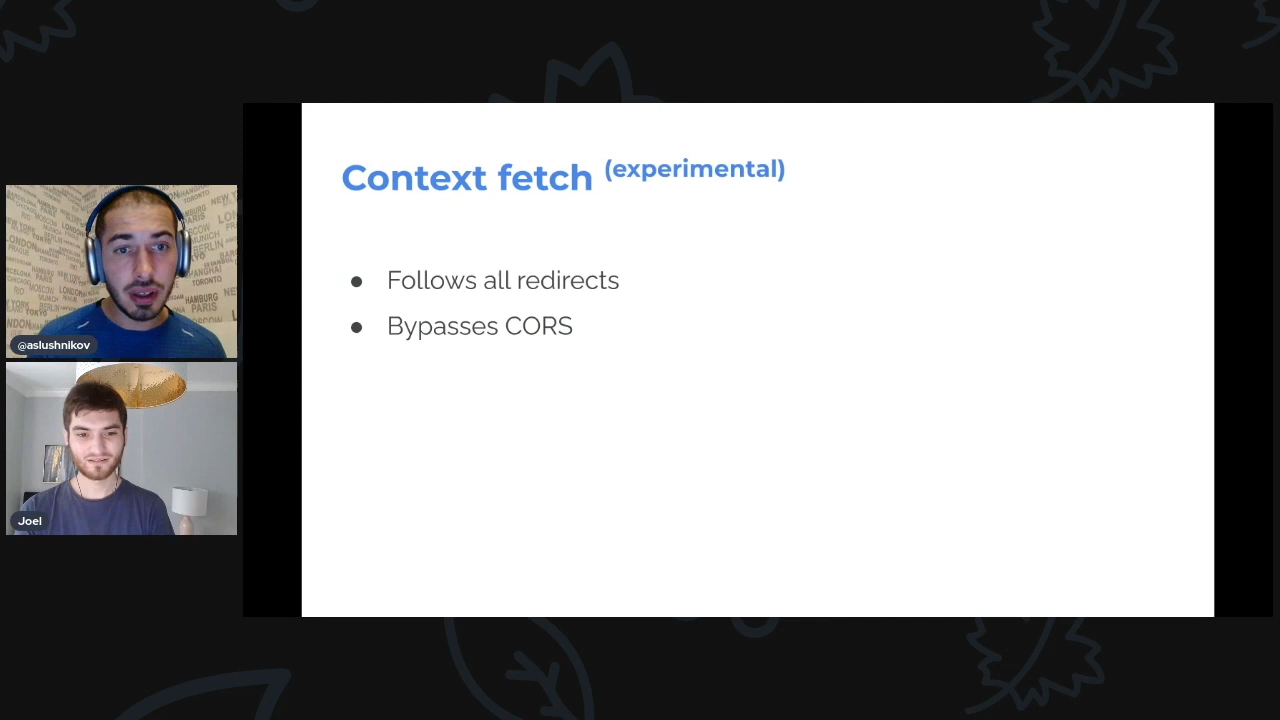 Context fetch (experimental)
● Follows all redirects
● Bypasses CORS
@aslushnikov
Joel